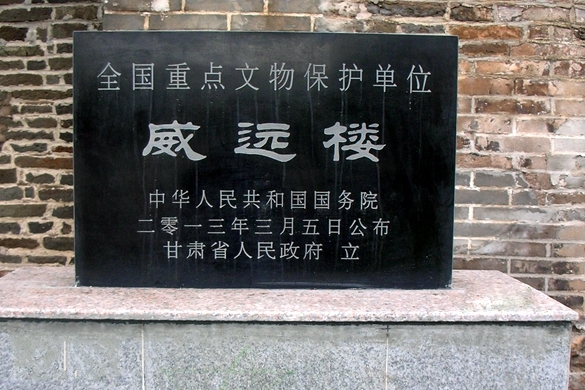 全国重点文物保护单位
威远楼
中华人民共和国国务院
二零一三年三月五日公布
甘肃省人民政府 立